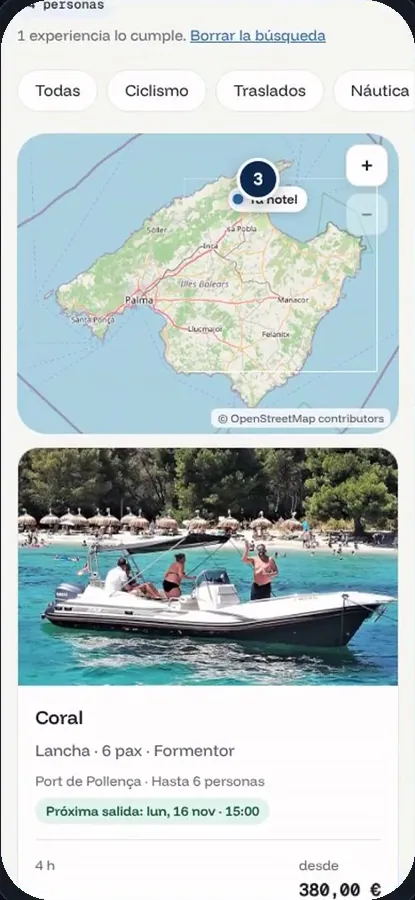 4 personas
1 experiencia lo cumple. Borrar la búsqueda
Todas
Ciclismo
Traslados
Náutica
3
Tu hotel
+
−
Sóller
Sa Pobla
Inca
Illes Balears
Palma
Manacor
Santa Ponça
Llucmajor
Felanitx
© OpenStreetMap contributors
Coral
Lancha · 6 pax · Formentor
Port de Pollença · Hasta 6 personas
Próxima salida: lun, 16 nov · 15:00
4 h
desde
380,00 €